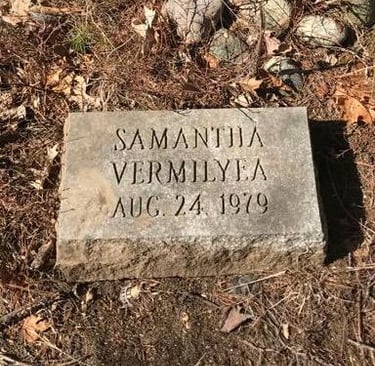 SAMANTHA
VERMILYEA
AUG. 24. 1979